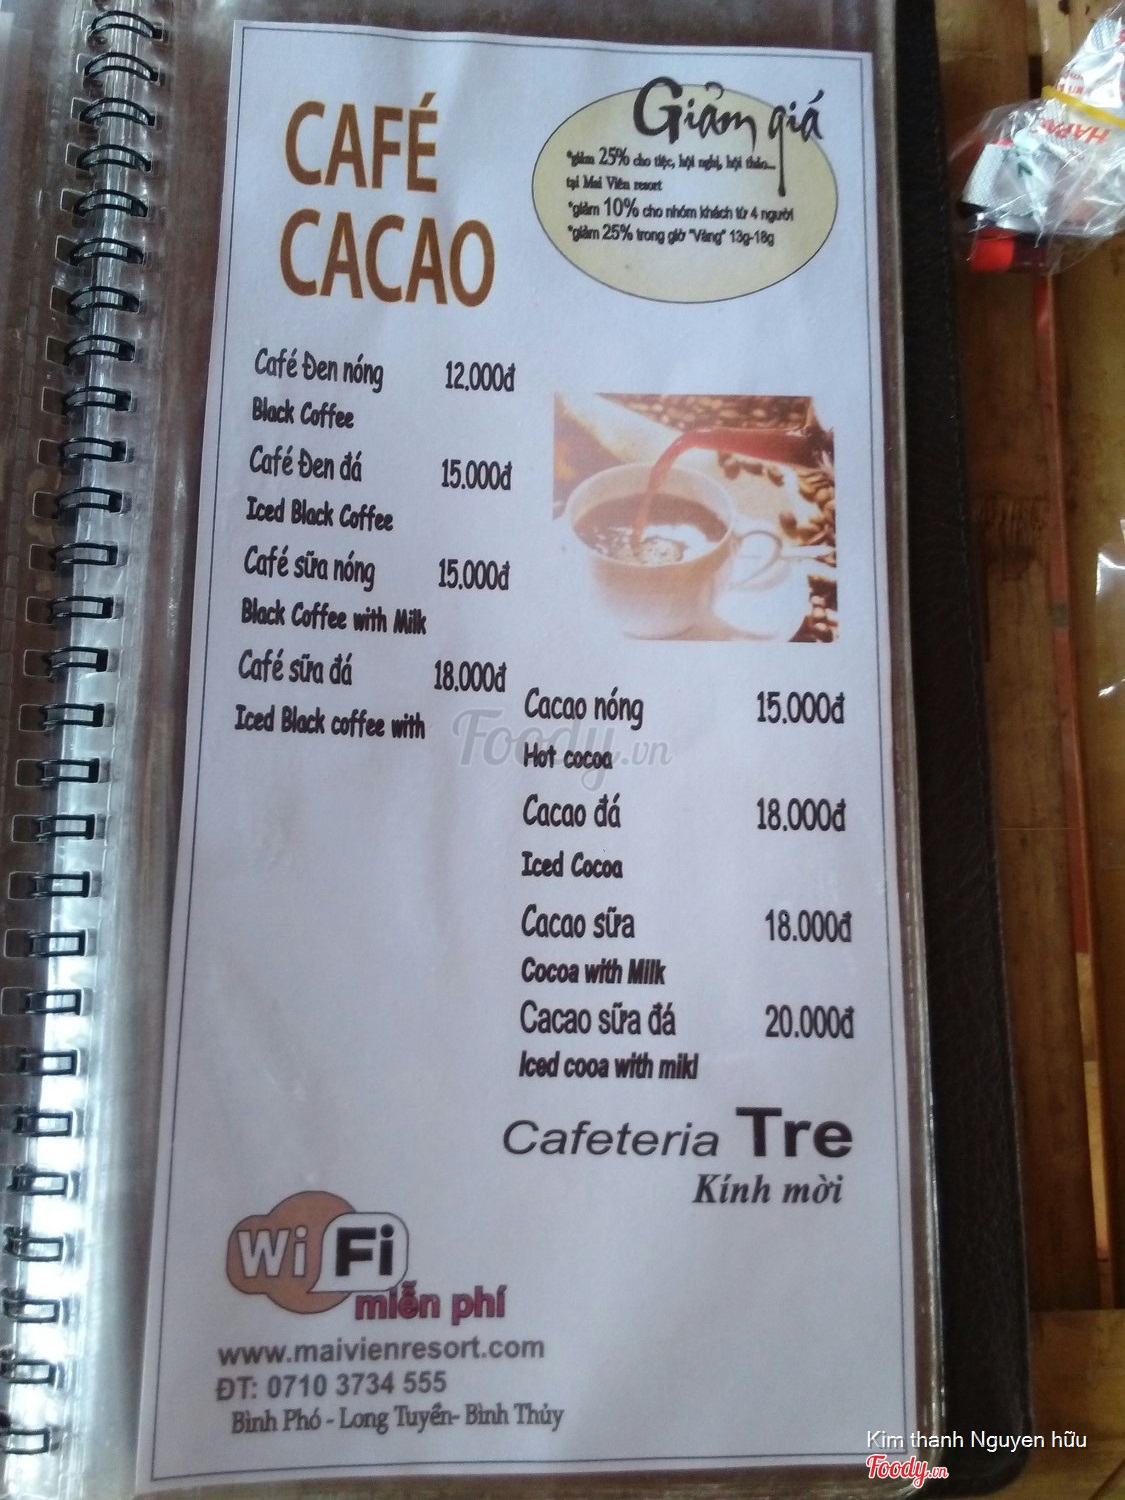 CAFÉ
CACAO
Giảm giá
*giảm 25% cho tiệc, hội nghị, hội thảo...
tại Mai Viên resort
*giảm 10% cho nhóm khách từ 4 người
*giảm 25% trong giờ "Vàng" 13g-18g
Café Đen nóng 12.000đ
Black Coffee
Café Đen đá 15.000đ
Iced Black Coffee
Café sữa nóng 15.000đ
Black Coffee with Milk
Café sữa đá 18.000đ
Iced Black coffee with
Cacao nóng 15.000đ
Hot cocoa
Cacao đá 18.000đ
Iced Cocoa
Cacao sữa 18.000đ
Cocoa with Milk
Cacao sữa đá 20.000đ
Iced cooa with mikl
Cafeteria Tre
Kính mời
WiFi
miễn phí
www.maivienresort.com
ĐT: 0710 3734 555
Bình Phó - Long Tuyền- Bình Thủy
Foody.vn
Kim thanh Nguyen hữu
Foody.vn